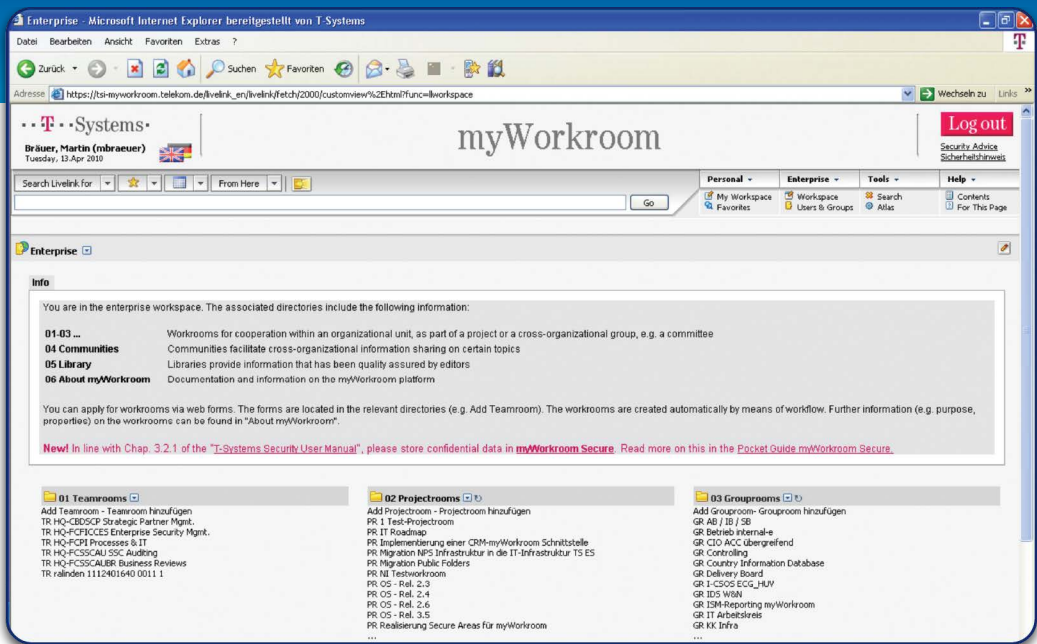 Enterprise - Microsoft Internet Explorer bereitgestellt von T-Systems
Datei Bearbeiten Ansicht Favoriten Extras ?
Zurück Suchen Favoriten
Adresse https://tsi-myworkroom.telekom.de/livelink_en/livelink/fetch/2000/customview%2Ehtml?func=llworkspace Wechseln zu Links »
··T··Systems·
myWorkroom
Log out
Bräuer, Martin (mbraeuer)
Tuesday, 13.Apr 2010
Security Advice
Sicherheitshinweis
Search Livelink for From Here
Go
Personal Enterprise Tools Help
My Workspace Workspace Search Contents
Favorites Users & Groups Atlas For This Page
Enterprise
Info
You are in the enterprise workspace. The associated directories include the following information:
01-03 ... Workrooms for cooperation within an organizational unit, as part of a project or a cross-organizational group, e.g. a committee
04 Communities Communities facilitate cross-organizational information sharing on certain topics
05 Library Libraries provide information that has been quality assured by editors
06 About myWorkroom Documentation and information on the myWorkroom platform
You can apply for workrooms via web forms. The forms are located in the relevant directories (e.g. Add Teamroom). The workrooms are created automatically by means of workflow. Further information (e.g. purpose,
properties) on the workrooms can be found in "About myWorkroom".
New! In line with Chap. 3.2.1 of the "T-Systems Security User Manual", please store confidential data in myWorkroom Secure. Read more on this in the Pocket Guide myWorkroom Secure.
01 Teamrooms
Add Teamroom - Teamroom hinzufügen
TR HQ-CBDSCP Strategic Partner Mgmt.
TR HQ-FCFICCES Enterprise Security Mgmt.
TR HQ-FCPI Processes & IT
TR HQ-FCSSCAU SSC Auditing
TR HQ-FCSSCAUBR Business Reviews
TR ralinden 1112401640 0011 1
02 Projectrooms
Add Projectroom - Projectroom hinzufügen
PR 1 Test-Projectroom
PR IT Roadmap
PR Implementierung einer CRM-myWorkroom Schnittstelle
PR Migration NPS Infrastruktur in die IT-Infrastruktur TS ES
PR Migration Public Folders
PR NI Testworkroom
PR OS - Rel. 2.3
PR OS - Rel. 2.4
PR OS - Rel. 2.6
PR OS - Rel. 3.5
PR Realisierung Secure Areas für myWorkroom
...
03 Grouprooms
Add Grouproom- Grouproom hinzufügen
GR AB / IB / SB
GR Betrieb internal-e
GR CIO ACC übergreifend
GR Controlling
GR Country Information Database
GR Delivery Board
GR I-CSOS ECG_HUV
GR IDS W&N
GR ISM-Reporting myWorkroom
GR IT Arbeitskreis
GR KK Infra
...